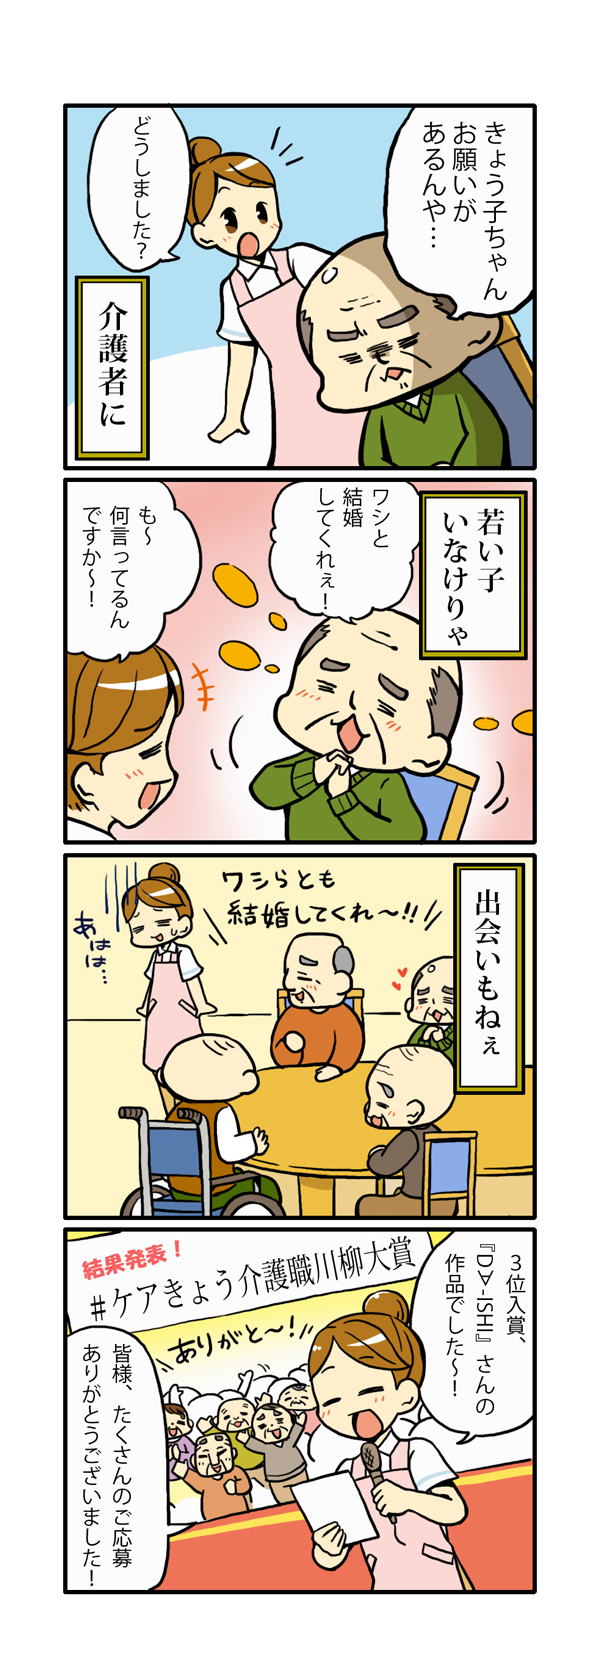 きょう子ちゃん
お願いが
あるんや…
どうしました?
介護者に
若い子
いなけりゃ
ワシと
結婚
してくれぇ!
も〜
何言ってるん
ですか〜!
出会いもねぇ
ワシらとも
結婚してくれ〜!!
あはは…
3位入賞、
『D∀-ISHI』さんの
作品でした〜!
結果発表!
#ケアきょう介護職川柳大賞
ありがと〜!
皆様、たくさんのご応募
ありがとうございました!